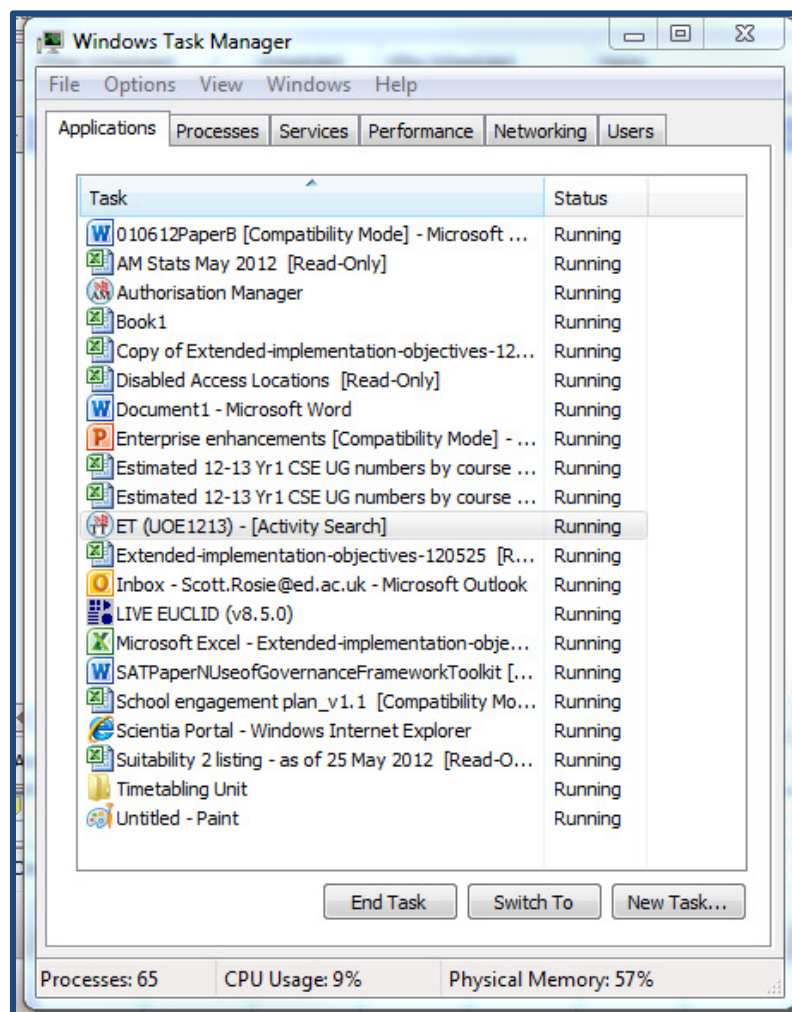 Windows Task Manager
File Options View Windows Help
Applications Processes Services Performance Networking Users
Task Status
010612PaperB [Compatibility Mode] - Microsoft ... Running
AM Stats May 2012 [Read-Only] Running
Authorisation Manager Running
Book1 Running
Copy of Extended-implementation-objectives-12... Running
Disabled Access Locations [Read-Only] Running
Document1 - Microsoft Word Running
Enterprise enhancements [Compatibility Mode] - ... Running
Estimated 12-13 Yr1 CSE UG numbers by course ... Running
Estimated 12-13 Yr1 CSE UG numbers by course ... Running
ET (UOE1213) - [Activity Search] Running
Extended-implementation-objectives-120525 [R... Running
Inbox - Scott.Rosie@ed.ac.uk - Microsoft Outlook Running
LIVE EUCLID (v8.5.0) Running
Microsoft Excel - Extended-implementation-obje... Running
SATPaperNUseofGovernanceFrameworkToolkit [... Running
School engagement plan_v1.1 [Compatibility Mo... Running
Scientia Portal - Windows Internet Explorer Running
Suitability 2 listing - as of 25 May 2012 [Read-O... Running
Timetabling Unit Running
Untitled - Paint Running
End Task Switch To New Task...
Processes: 65 CPU Usage: 9% Physical Memory: 57%